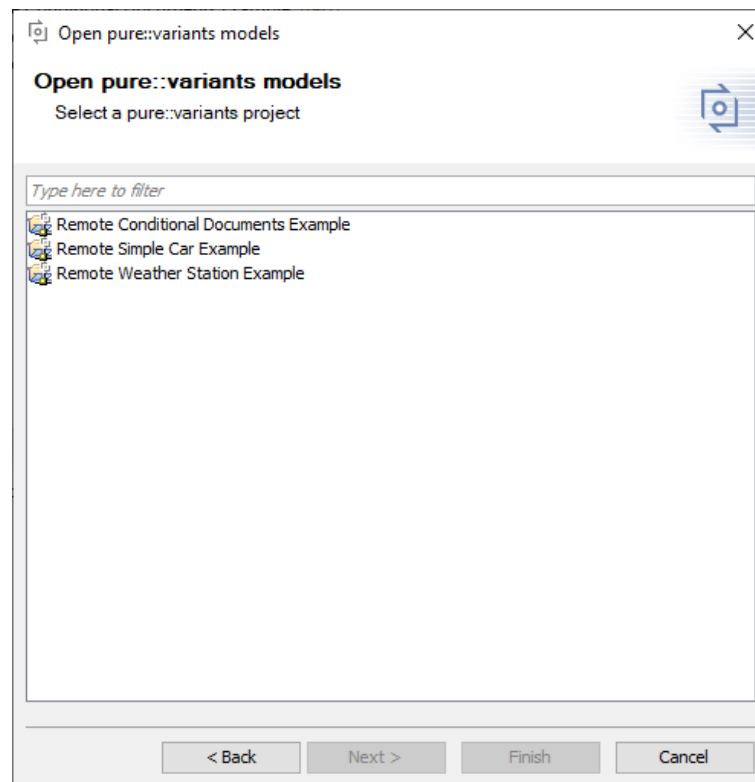 Open pure::variants models
Open pure::variants models
Select a pure::variants project
Type here to filter
Remote Conditional Documents Example
Remote Simple Car Example
Remote Weather Station Example
< Back Next > Finish Cancel